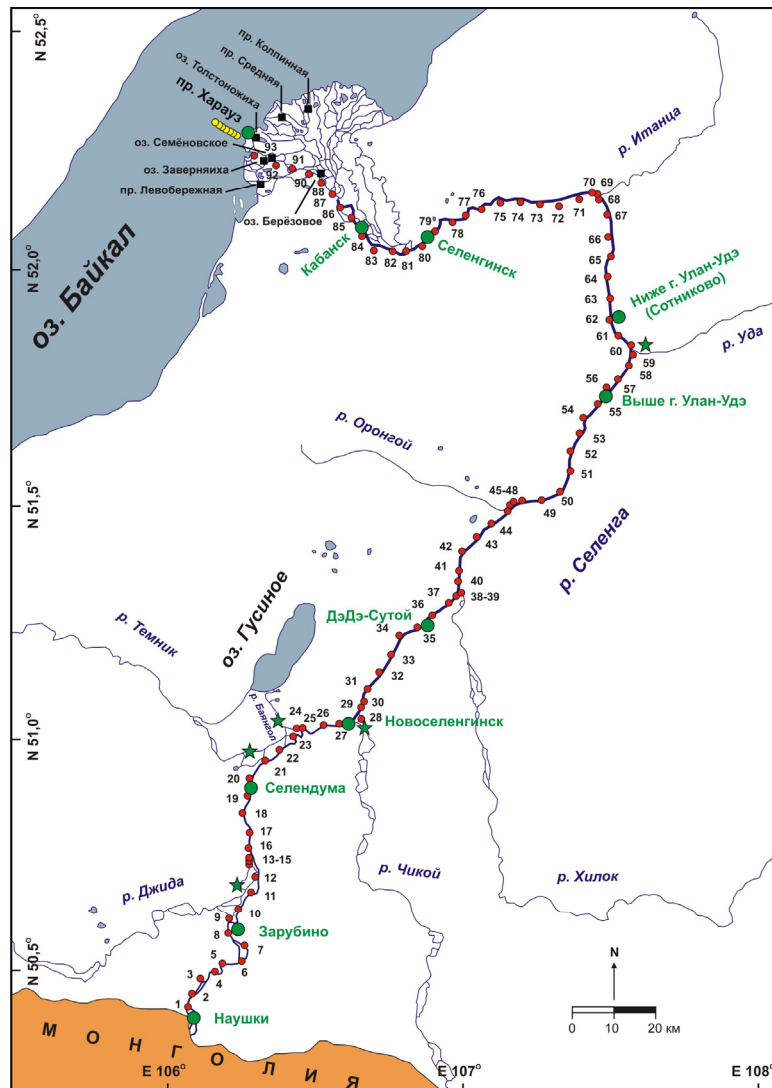 N 52,5°
пр. Колпинная
пр. Средняя
оз. Толстоножиха
пр. Харауз
оз. Семёновское
оз. Заверняиха
пр. Левобережная
93
92
91
90
88
87
оз. Берёзовое
86
85
84
83
82
81
80
79
78
77
76
75
74
73
72
71
70
69
68
67
66
65
64
63
62
61
60
59
58
57
56
55
54
53
52
51
50
49
45-48
44
43
42
41
40
38-39
37
36
35
34
33
32
31
30
29
28
27
26
25
24
23
22
21
20
19
18
17
16
13-15
12
11
10
9
8
7
6
5
4
3
2
1
р. Итанца
Кабанск
Селенгинск
N 52,0°
оз. Байкал
Ниже г. Улан-Удэ
(Сотниково)
р. Уда
Выше г. Улан-Удэ
р. Оронгой
N 51,5°
р. Селенга
ДэДэ-Сутой
оз. Гусиное
р. Темник
р. Баянгол
N 51,0°
Новоселенгинск
Селендума
р. Джида
р. Чикой
р. Хилок
Зарубино
N 50,5°
Наушки
МОНГОЛИЯ
N
0 10 20 км
E 106°
E 107°
E 108°